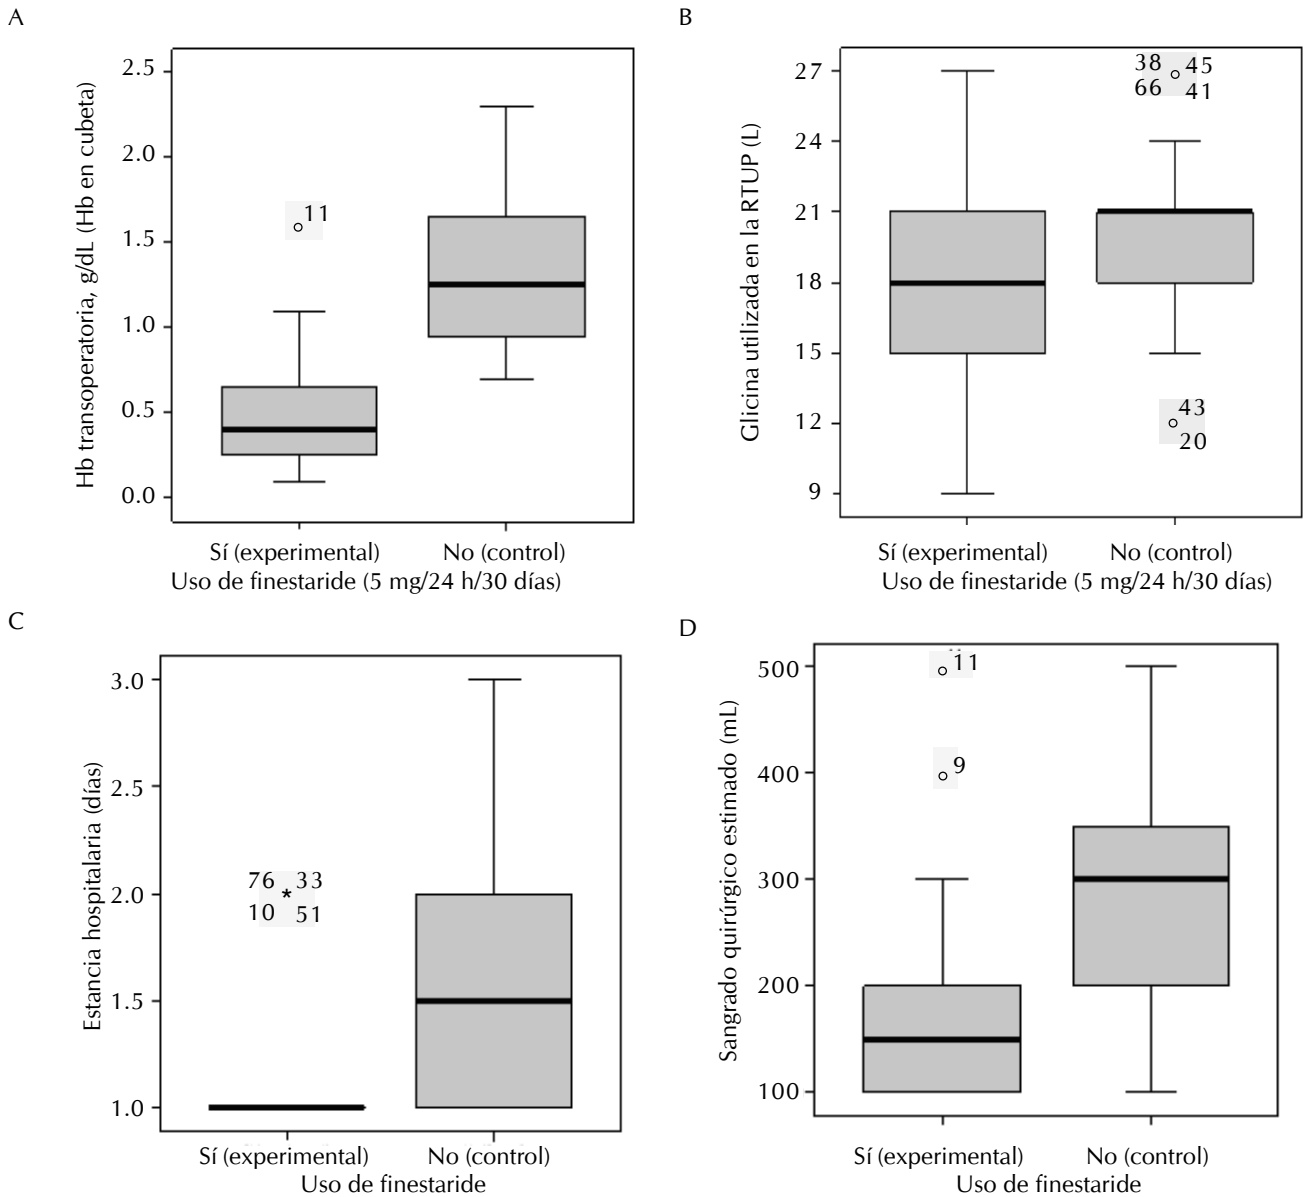 A
Hb transoperatoria, g/dL (Hb en cubeta)
2.5
2.0
1.5
1.0
0.5
0.0
11
Sí (experimental) No (control)
Uso de finestaride (5 mg/24 h/30 días)
B
Glicina utilizada en la RTUP (L)
27
24
21
18
15
12
9
38 45
66 41
43
20
Sí (experimental) No (control)
Uso de finestaride (5 mg/24 h/30 días)
C
Estancia hospitalaria (días)
3.0
2.5
2.0
1.5
1.0
76 33
*
10 51
Sí (experimental) No (control)
Uso de finestaride
D
Sangrado quirúrgico estimado (mL)
500
400
300
200
100
11
9
Sí (experimental) No (control)
Uso de finestaride